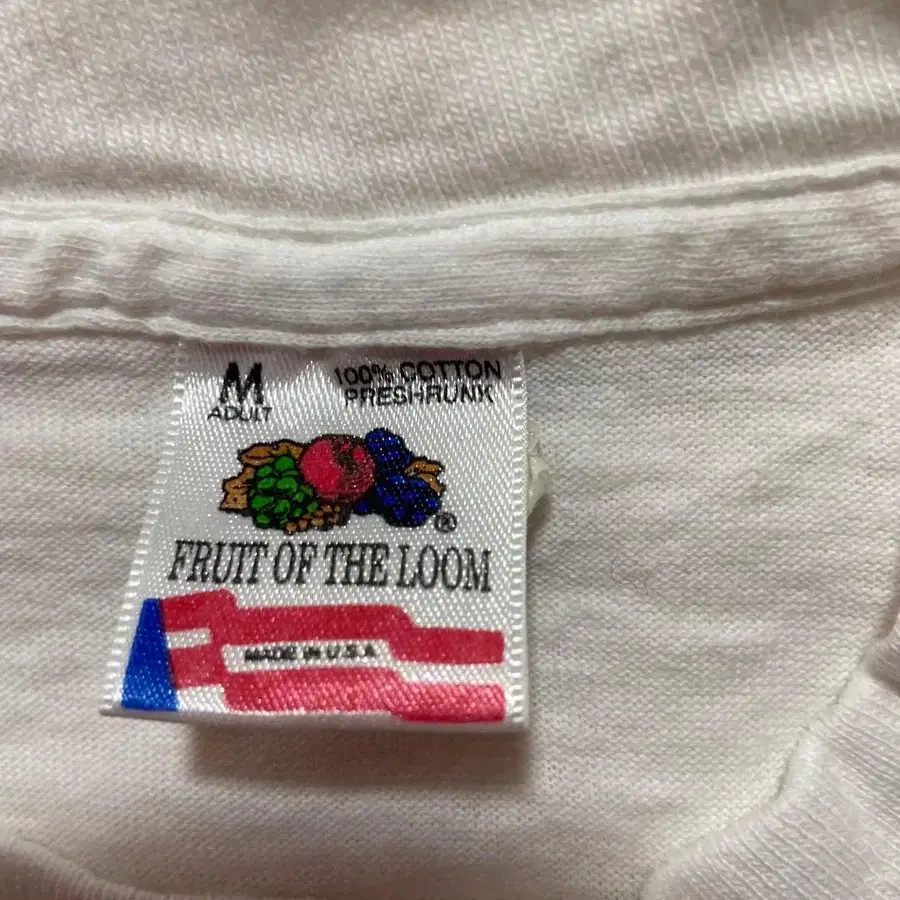 M
ADULT
100% COTTON
PRESHRUNK
®
FRUIT OF THE LOOM
MADE IN U.S.A